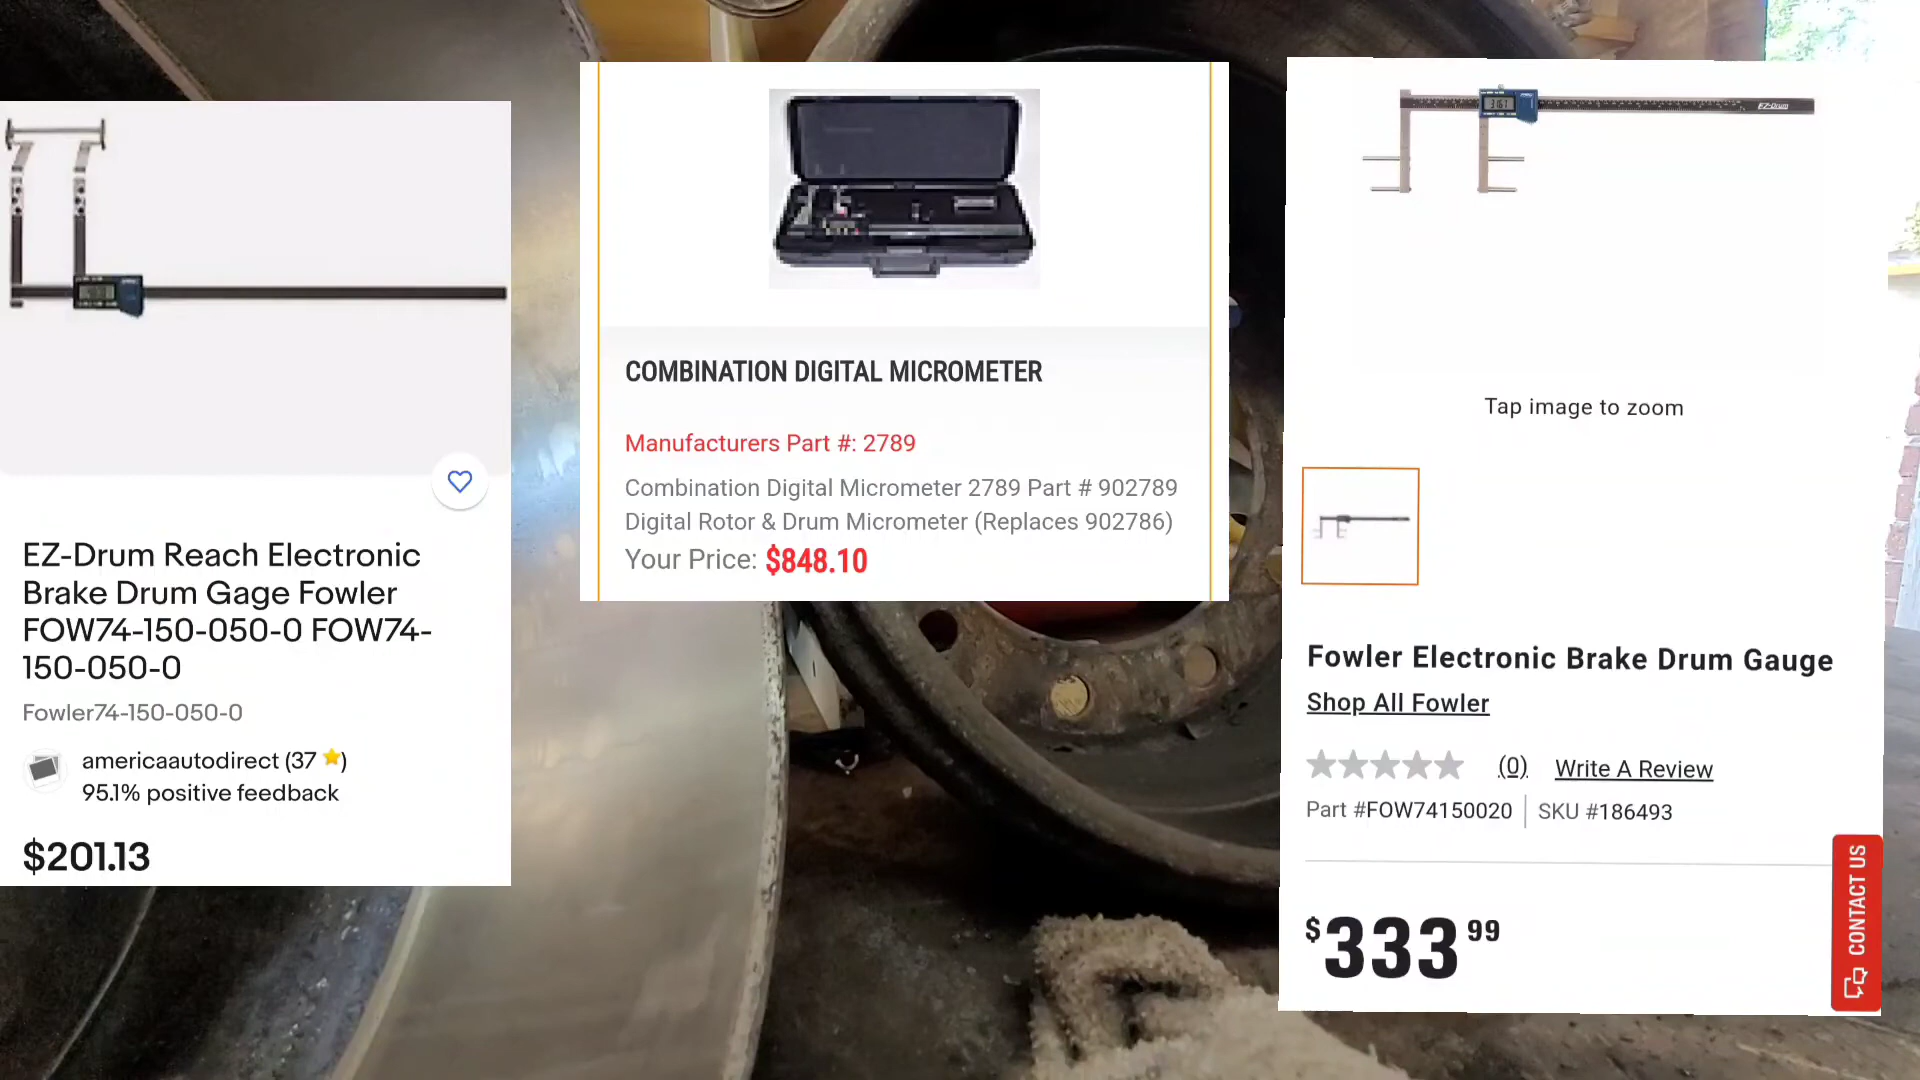 EZ-Drum Reach Electronic
Brake Drum Gage Fowler
FOW74-150-050-0 FOW74-
150-050-0
Fowler74-150-050-0
americaautodirect (37 ⭐)
95.1% positive feedback
$201.13
COMBINATION DIGITAL MICROMETER
Manufacturers Part #: 2789
Combination Digital Micrometer 2789 Part # 902789
Digital Rotor & Drum Micrometer (Replaces 902786)
Your Price: $848.10
EZ-Drum
Tap image to zoom
Fowler Electronic Brake Drum Gauge
Shop All Fowler
(0) Write A Review
Part #FOW74150020 | SKU #186493
$333 99
CONTACT US